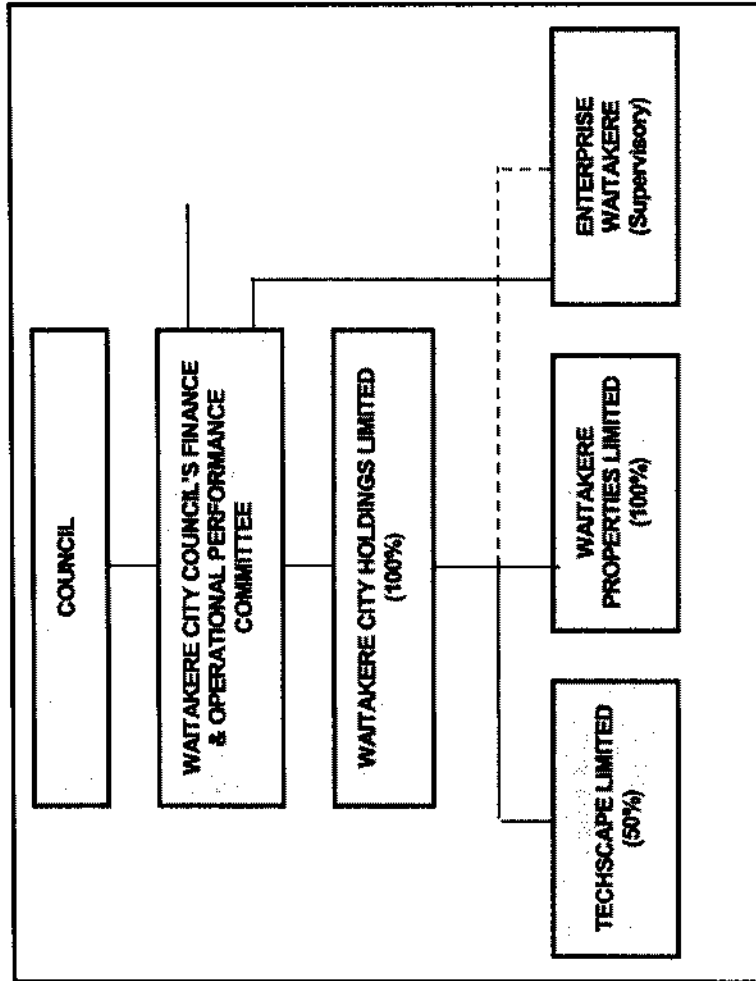 COUNCIL
WAITAKERE CITY COUNCIL'S FINANCE
& OPERATIONAL PERFORMANCE
COMMITTEE
WAITAKERE CITY HOLDINGS LIMITED
(100%)
TECHSCAPE LIMITED
(50%)
WAITAKERE
PROPERTIES LIMITED
(100%)
ENTERPRISE
WAITAKERE
(Supervisory)